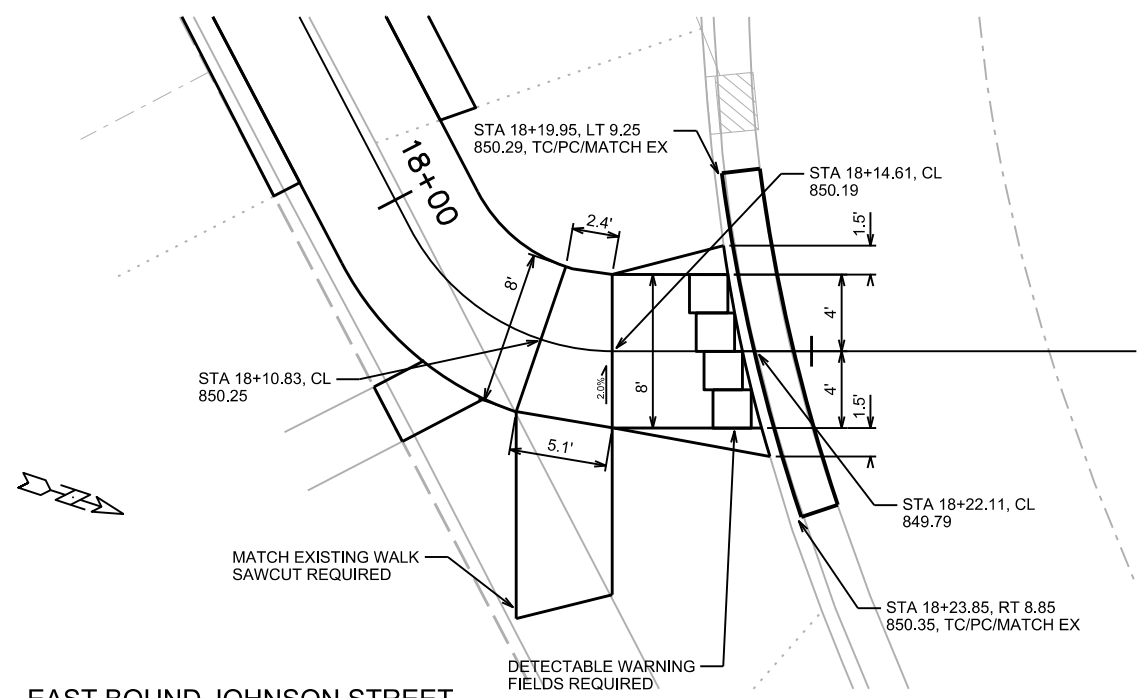 18+00
STA 18+19.95, LT 9.25
850.29, TC/PC/MATCH EX
STA 18+14.61, CL
850.19
2.4'
1.5'
8'
4'
STA 18+10.83, CL
850.25
2.0%
8'
4'
1.5'
5.1'
N
STA 18+22.11, CL
849.79
MATCH EXISTING WALK
SAWCUT REQUIRED
STA 18+23.85, RT 8.85
850.35, TC/PC/MATCH EX
DETECTABLE WARNING
FIELDS REQUIRED
EAST BOUND JOHNSON STREET